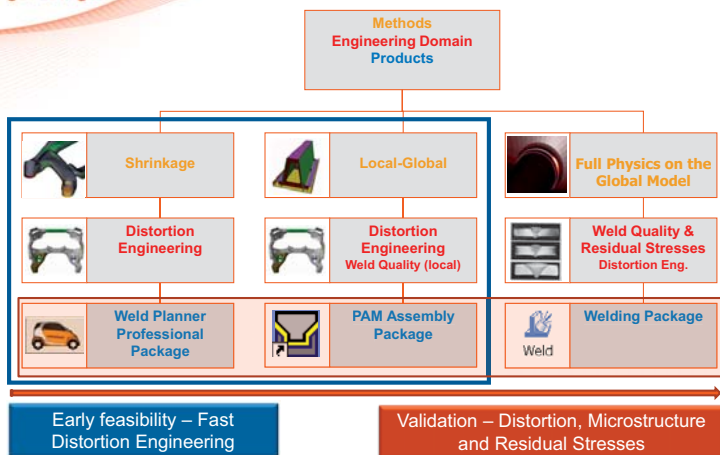 Methods
Engineering Domain
Products
Shrinkage
Local-Global
Full Physics on the
Global Model
Distortion
Engineering
Distortion
Engineering
Weld Quality (local)
Weld Quality &
Residual Stresses
Distortion Eng.
Weld Planner
Professional
Package
PAM Assembly
Package
Weld
Welding Package
Early feasibility – Fast
Distortion Engineering
Validation – Distortion, Microstructure
and Residual Stresses